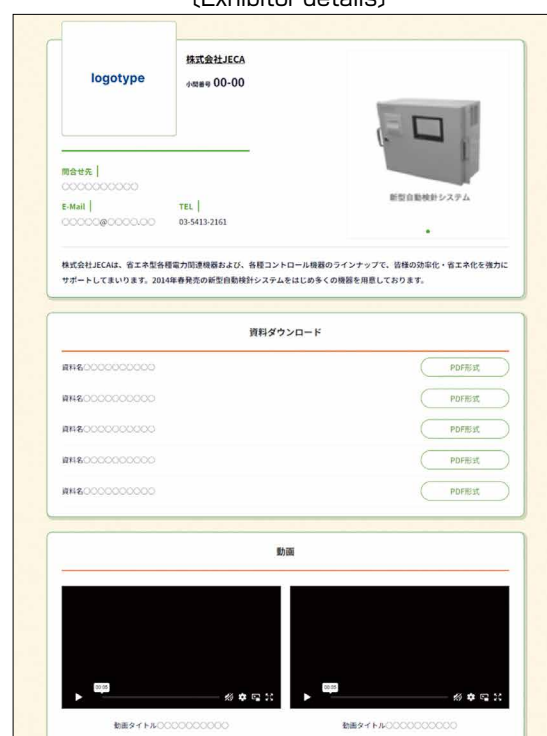 (Exhibitor details)
logotype
株式会社JECA
小間番号 00-00
問合せ先
○○○○○○○○○○
E-Mail
○○○○○@○○○○.○○
TEL
03-5413-2161
新型自動検針システム
株式会社JECAは、省エネ型各種電力関連機器および、各種コントロール機器のラインナップで、皆様の効率化・省エネ化を強力に
サポートしてまいります。2014年春発売の新型自動検針システムをはじめ多くの機器を用意しております。
資料ダウンロード
資料名○○○○○○○○○○ PDF形式
資料名○○○○○○○○○○ PDF形式
資料名○○○○○○○○○○ PDF形式
資料名○○○○○○○○○○ PDF形式
資料名○○○○○○○○○○ PDF形式
動画
00:05
00:05
動画タイトル○○○○○○○○○○
動画タイトル○○○○○○○○○○